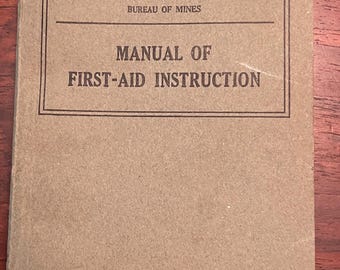 BUREAU OF MINES
MANUAL OF
FIRST-AID INSTRUCTION